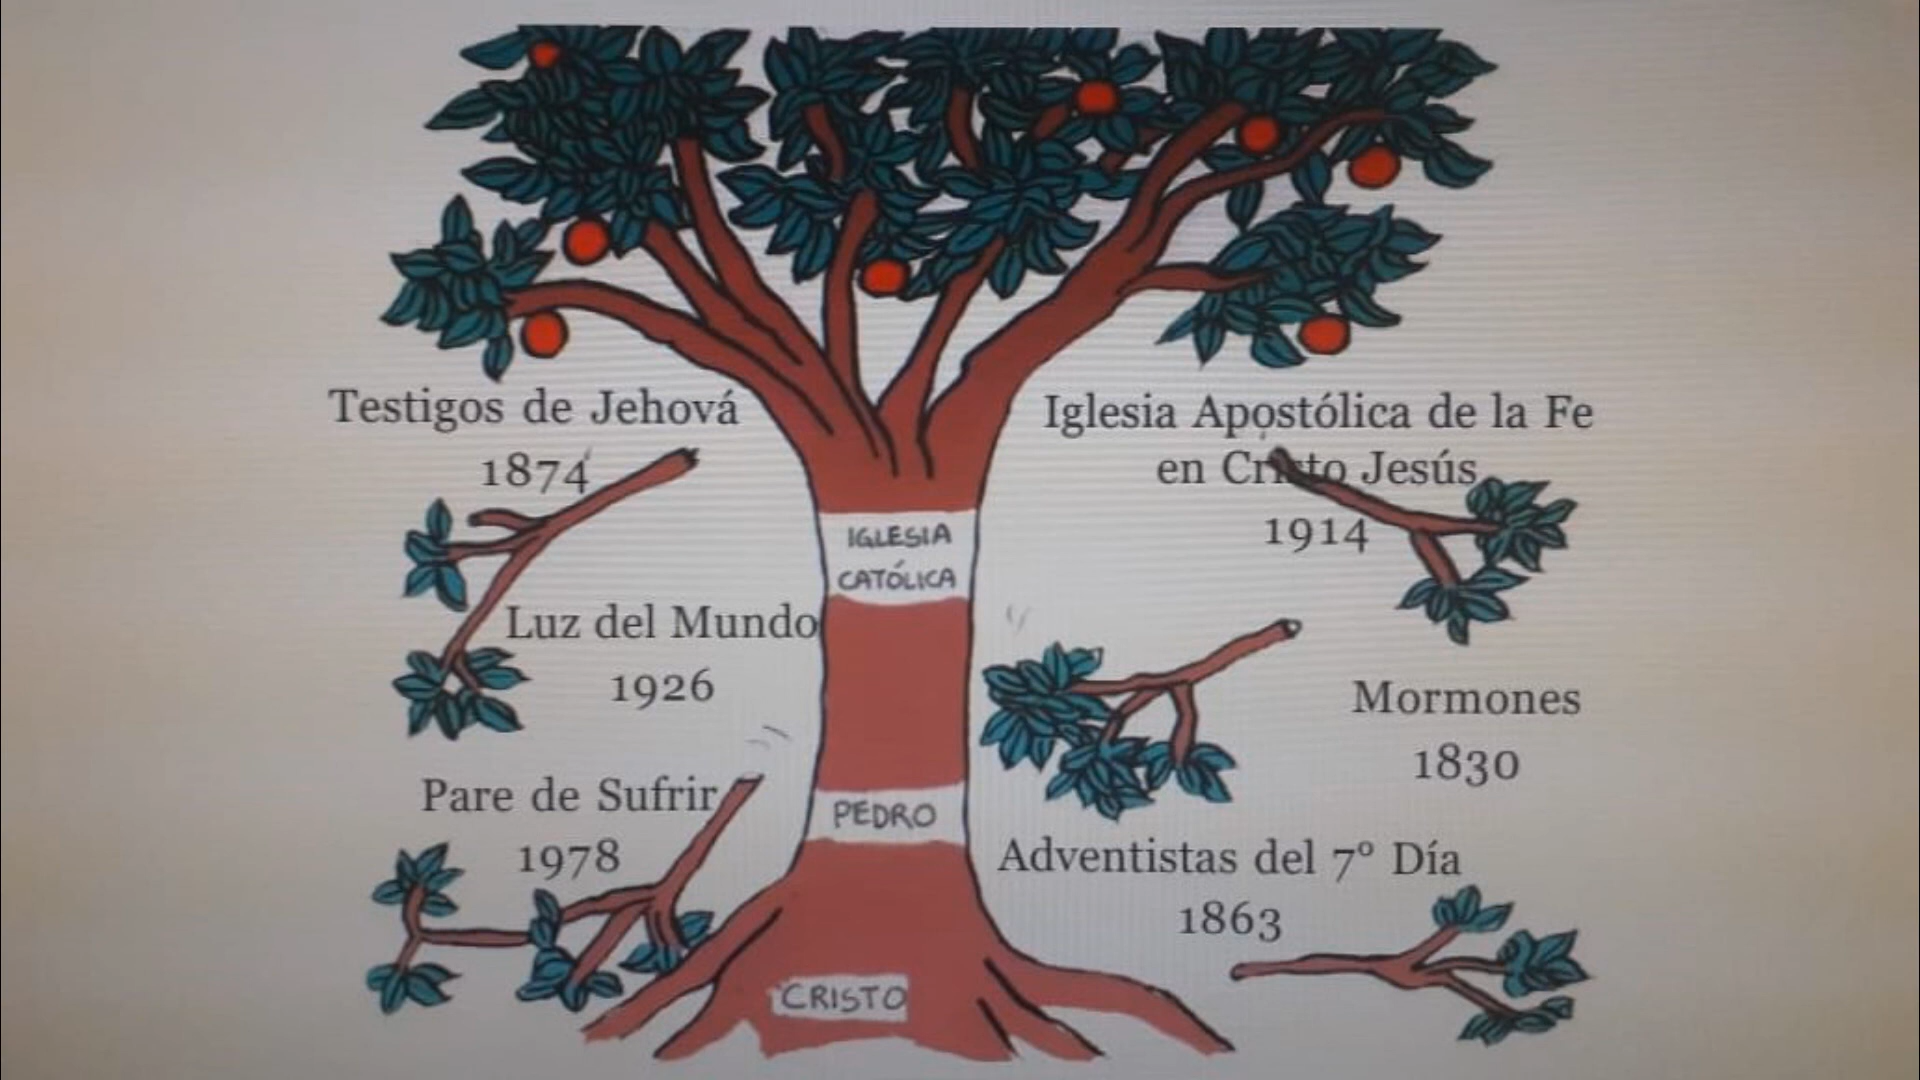 Testigos de Jehová
1874
Iglesia Apostólica de la Fe
en Cristo Jesús
1914
IGLESIA
CATÓLICA
Luz del Mundo
1926
Mormones
1830
Pare de Sufrir
1978
PEDRO
Adventistas del 7º Día
1863
CRISTO